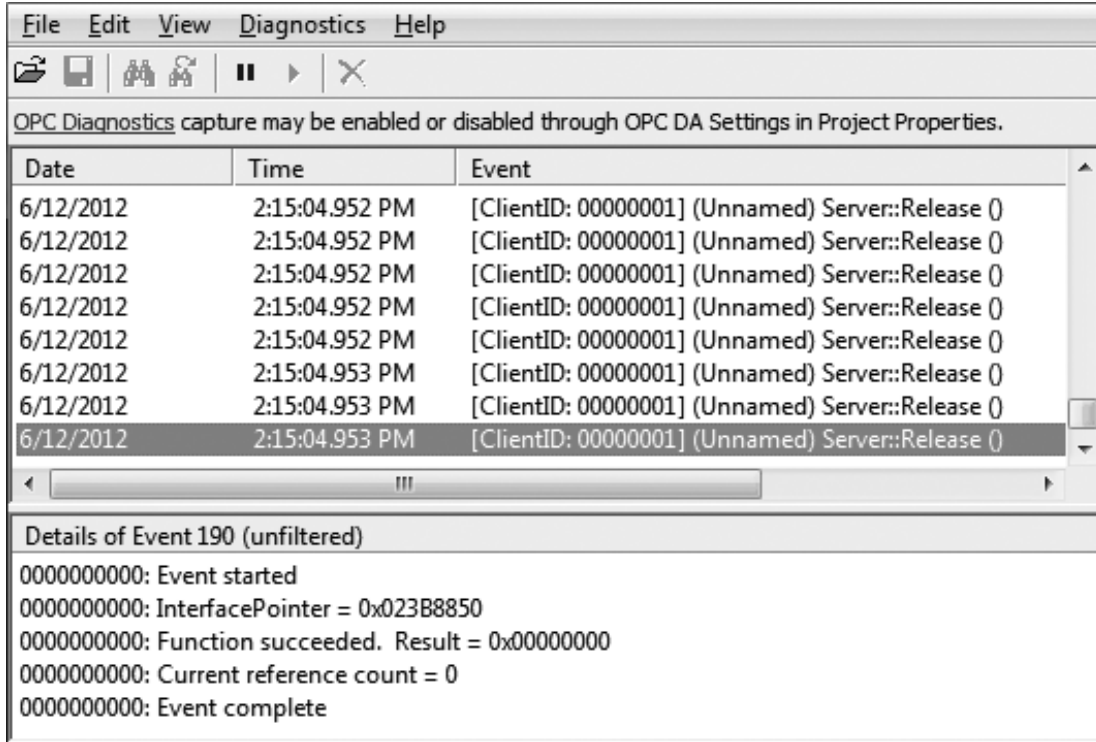 File Edit View Diagnostics Help
OPC Diagnostics capture may be enabled or disabled through OPC DA Settings in Project Properties.
Date Time Event
6/12/2012 2:15:04.952 PM [ClientID: 00000001] (Unnamed) Server::Release ()
6/12/2012 2:15:04.952 PM [ClientID: 00000001] (Unnamed) Server::Release ()
6/12/2012 2:15:04.952 PM [ClientID: 00000001] (Unnamed) Server::Release ()
6/12/2012 2:15:04.952 PM [ClientID: 00000001] (Unnamed) Server::Release ()
6/12/2012 2:15:04.952 PM [ClientID: 00000001] (Unnamed) Server::Release ()
6/12/2012 2:15:04.953 PM [ClientID: 00000001] (Unnamed) Server::Release ()
6/12/2012 2:15:04.953 PM [ClientID: 00000001] (Unnamed) Server::Release ()
6/12/2012 2:15:04.953 PM [ClientID: 00000001] (Unnamed) Server::Release ()
Details of Event 190 (unfiltered)
0000000000: Event started
0000000000: InterfacePointer = 0x023B8850
0000000000: Function succeeded.  Result = 0x00000000
0000000000: Current reference count = 0
0000000000: Event complete